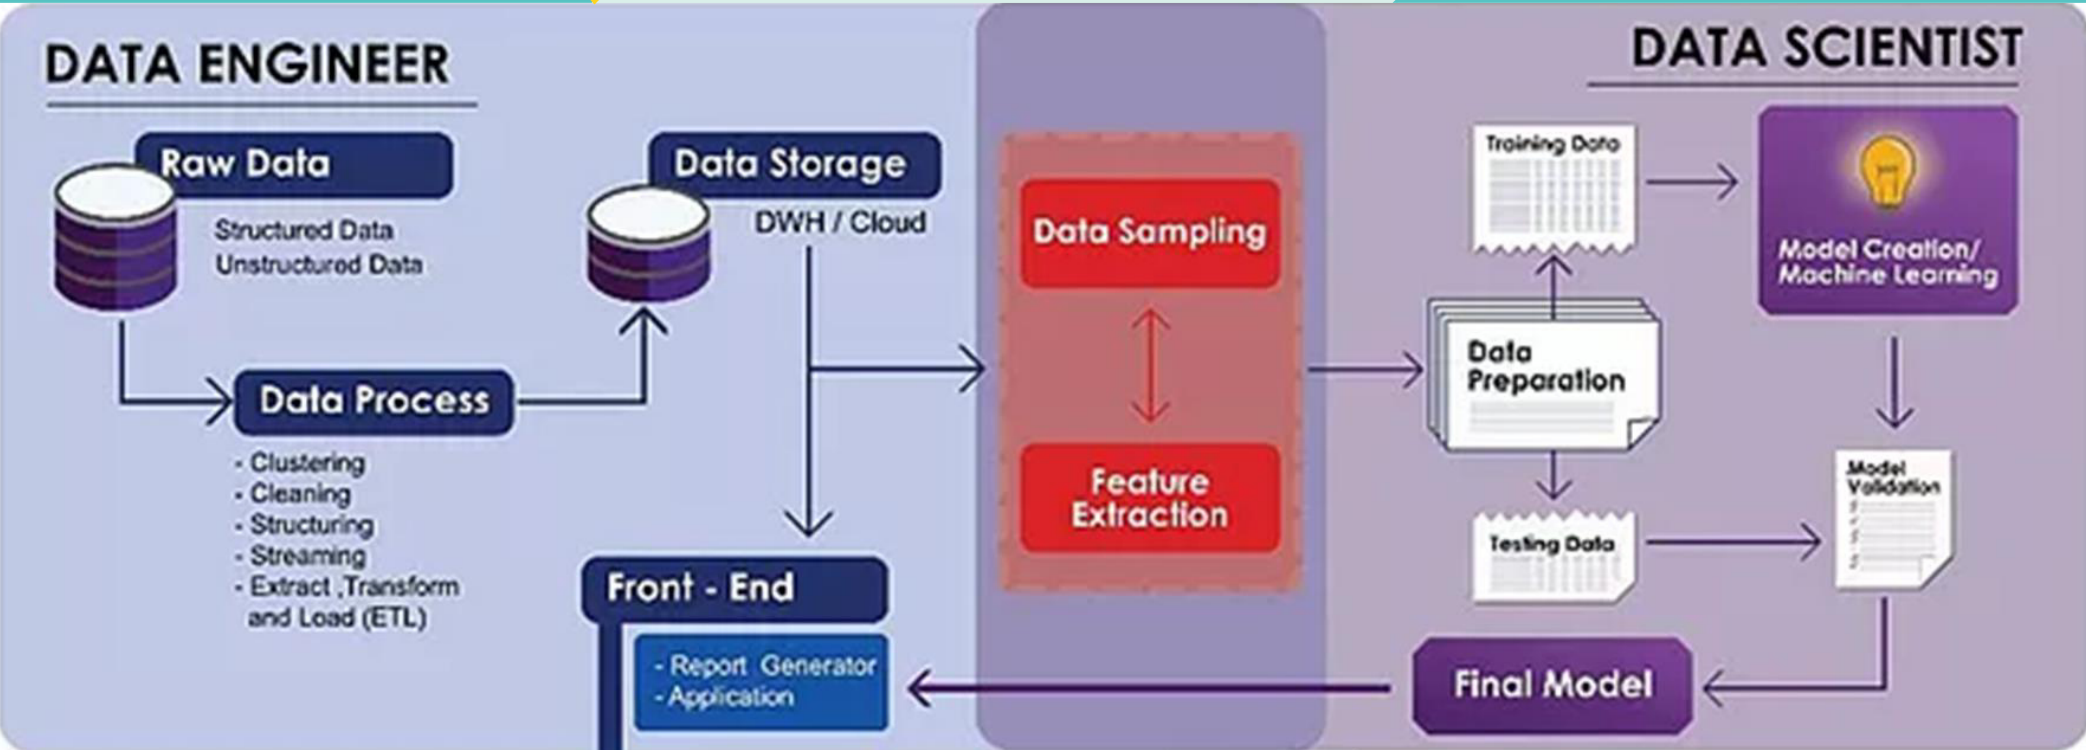 DATA ENGINEER
Raw Data
Structured Data
Unstructured Data
Data Process
- Clustering
- Cleaning
- Structuring
- Streaming
- Extract ,Transform
and Load (ETL)
Data Storage
DWH / Cloud
Front - End
- Report Generator
- Application
Data Sampling
Feature
Extraction
DATA SCIENTIST
Training Data
Data
Preparation
Testing Data
Model Creation/
Machine Learning
Model
Validation
Final Model